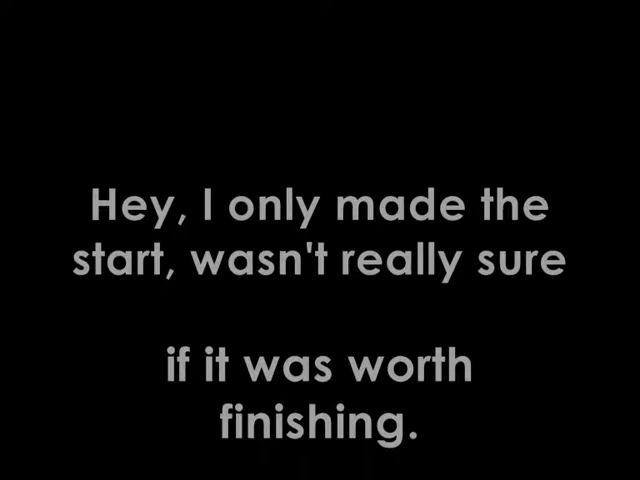 Hey, I only made the
start, wasn't really sure
if it was worth
finishing.